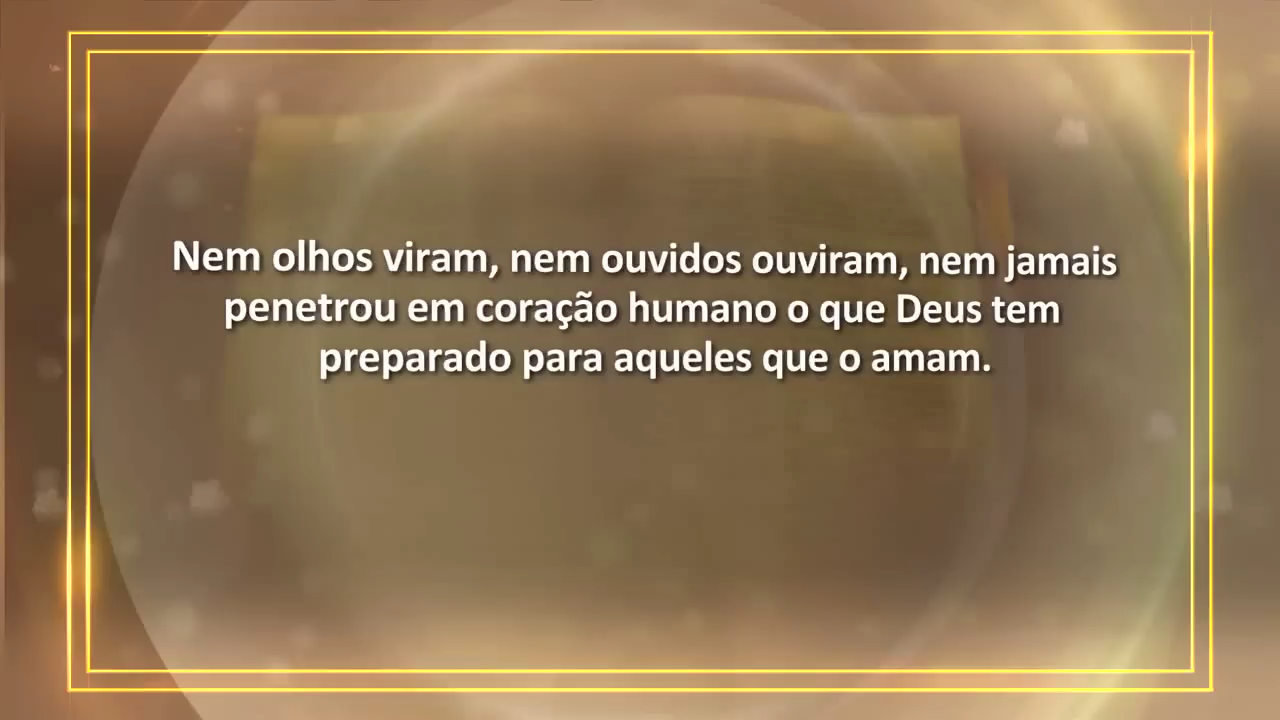 Nem olhos viram, nem ouvidos ouviram, nem jamais
penetrou em coração humano o que Deus tem
preparado para aqueles que o amam.